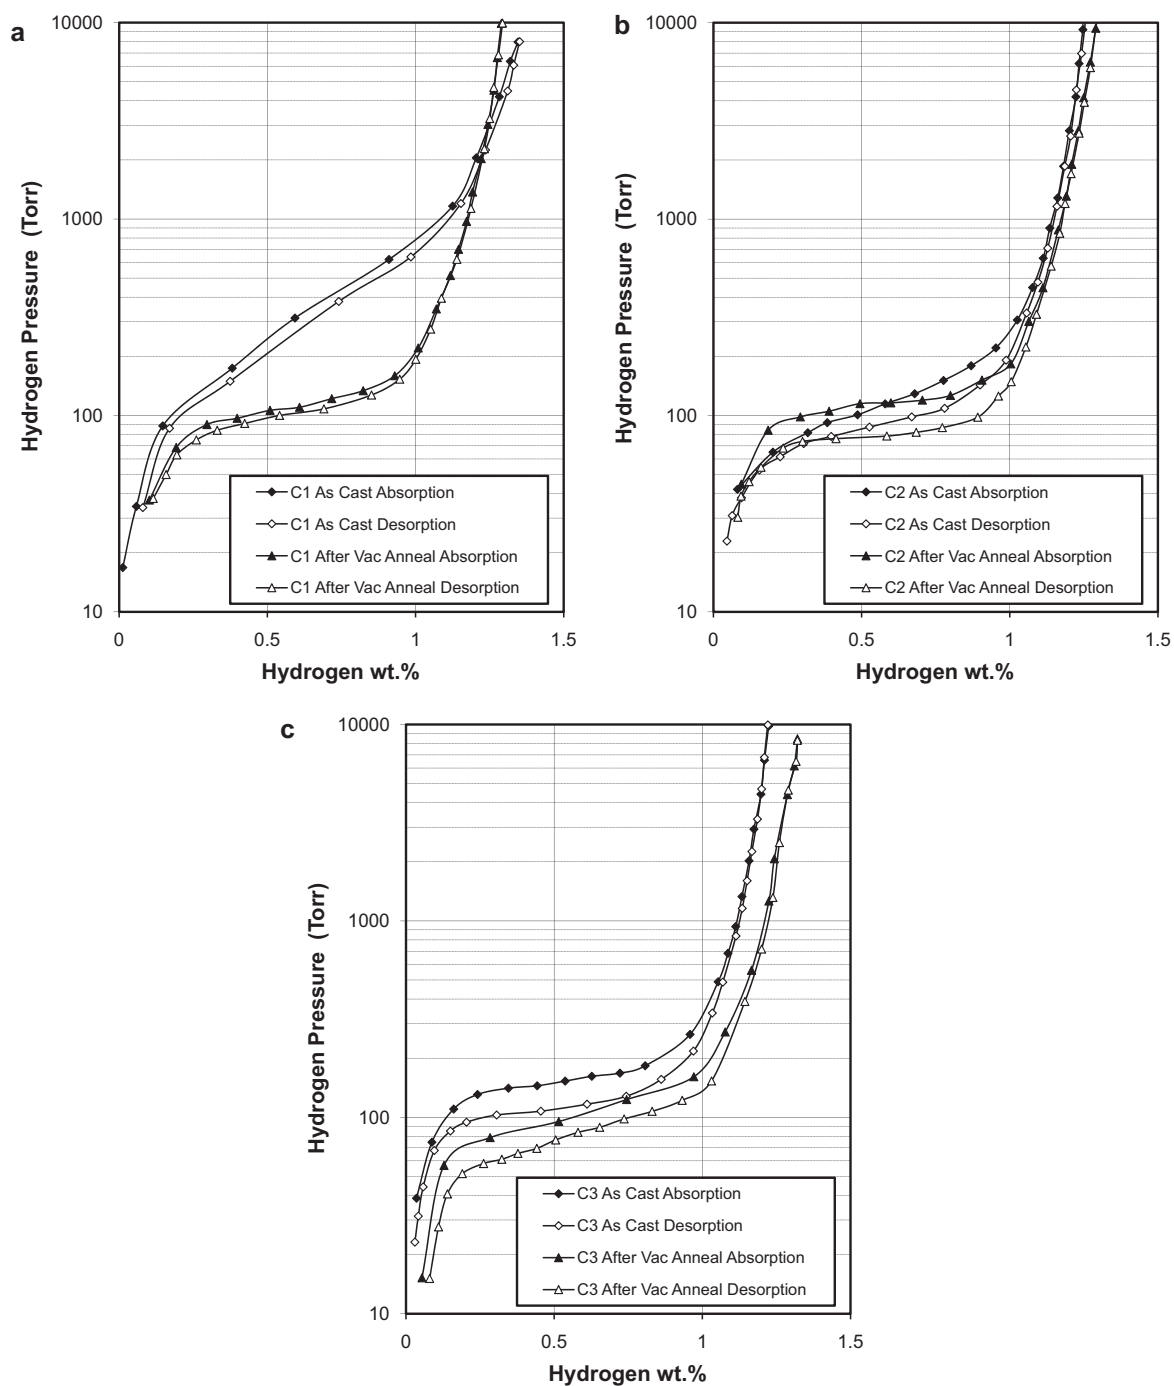 a
10000
1000
100
10
Hydrogen Pressure (Torr)
C1 As Cast Absorption
C1 As Cast Desorption
C1 After Vac Anneal Absorption
C1 After Vac Anneal Desorption
0 0.5 1 1.5
Hydrogen wt.%
b
10000
1000
100
10
Hydrogen Pressure (Torr)
C2 As Cast Absorption
C2 As Cast Desorption
C2 After Vac Anneal Absorption
C2 After Vac Anneal Desorption
0 0.5 1 1.5
Hydrogen wt.%
c
10000
1000
100
10
Hydrogen Pressure (Torr)
C3 As Cast Absorption
C3 As Cast Desorption
C3 After Vac Anneal Absorption
C3 After Vac Anneal Desorption
0 0.5 1 1.5
Hydrogen wt.%